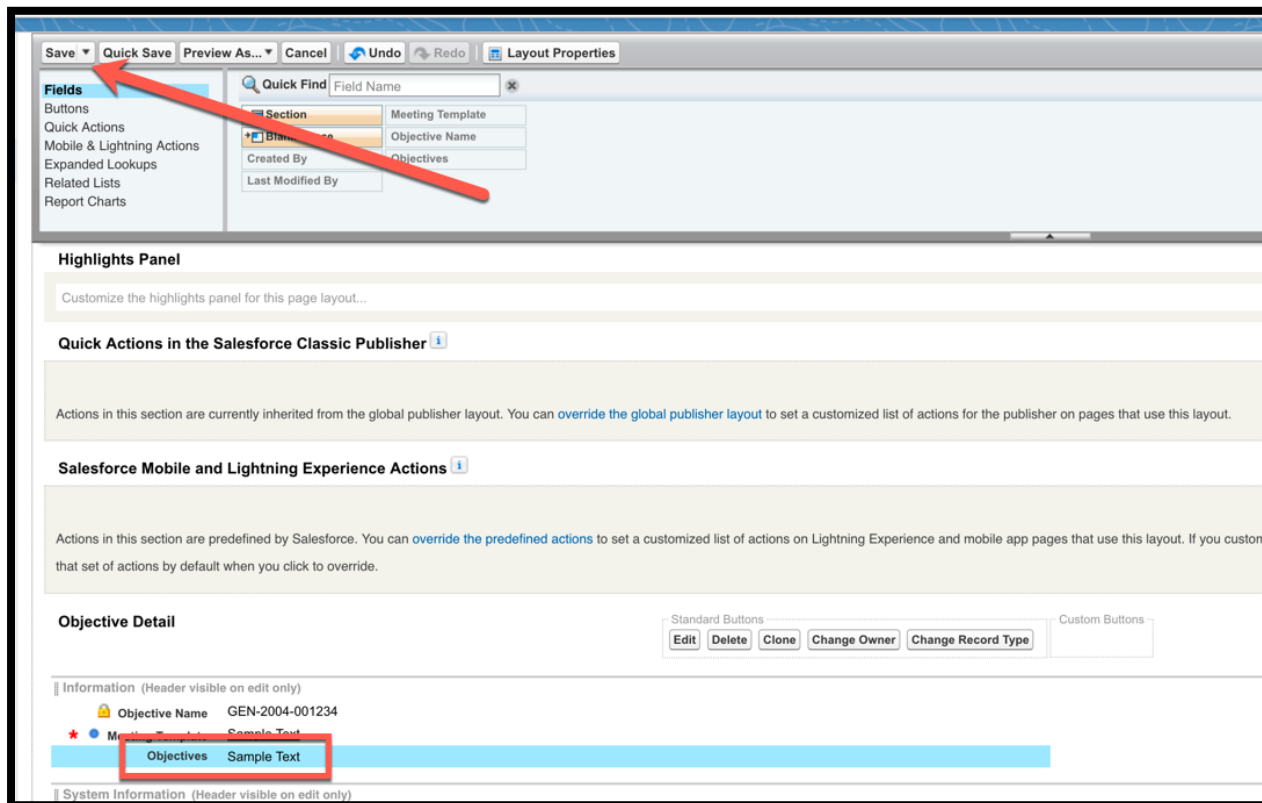 Save Quick Save Preview As... Cancel Undo Redo Layout Properties
Fields
Buttons
Quick Actions
Mobile & Lightning Actions
Expanded Lookups
Related Lists
Report Charts
Quick Find Field Name
Section Meeting Template
Objective Name
Created By Objectives
Last Modified By
Highlights Panel
Customize the highlights panel for this page layout...
Quick Actions in the Salesforce Classic Publisher
Actions in this section are currently inherited from the global publisher layout. You can override the global publisher layout to set a customized list of actions for the publisher on pages that use this layout.
Salesforce Mobile and Lightning Experience Actions
Actions in this section are predefined by Salesforce. You can override the predefined actions to set a customized list of actions on Lightning Experience and mobile app pages that use this layout. If you custom
that set of actions by default when you click to override.
Objective Detail
Standard Buttons
Custom Buttons
Edit Delete Clone Change Owner Change Record Type
Information (Header visible on edit only)
Objective Name GEN-2004-001234
Meeting Template Sample Text
Objectives Sample Text
System Information (Header visible on edit only)